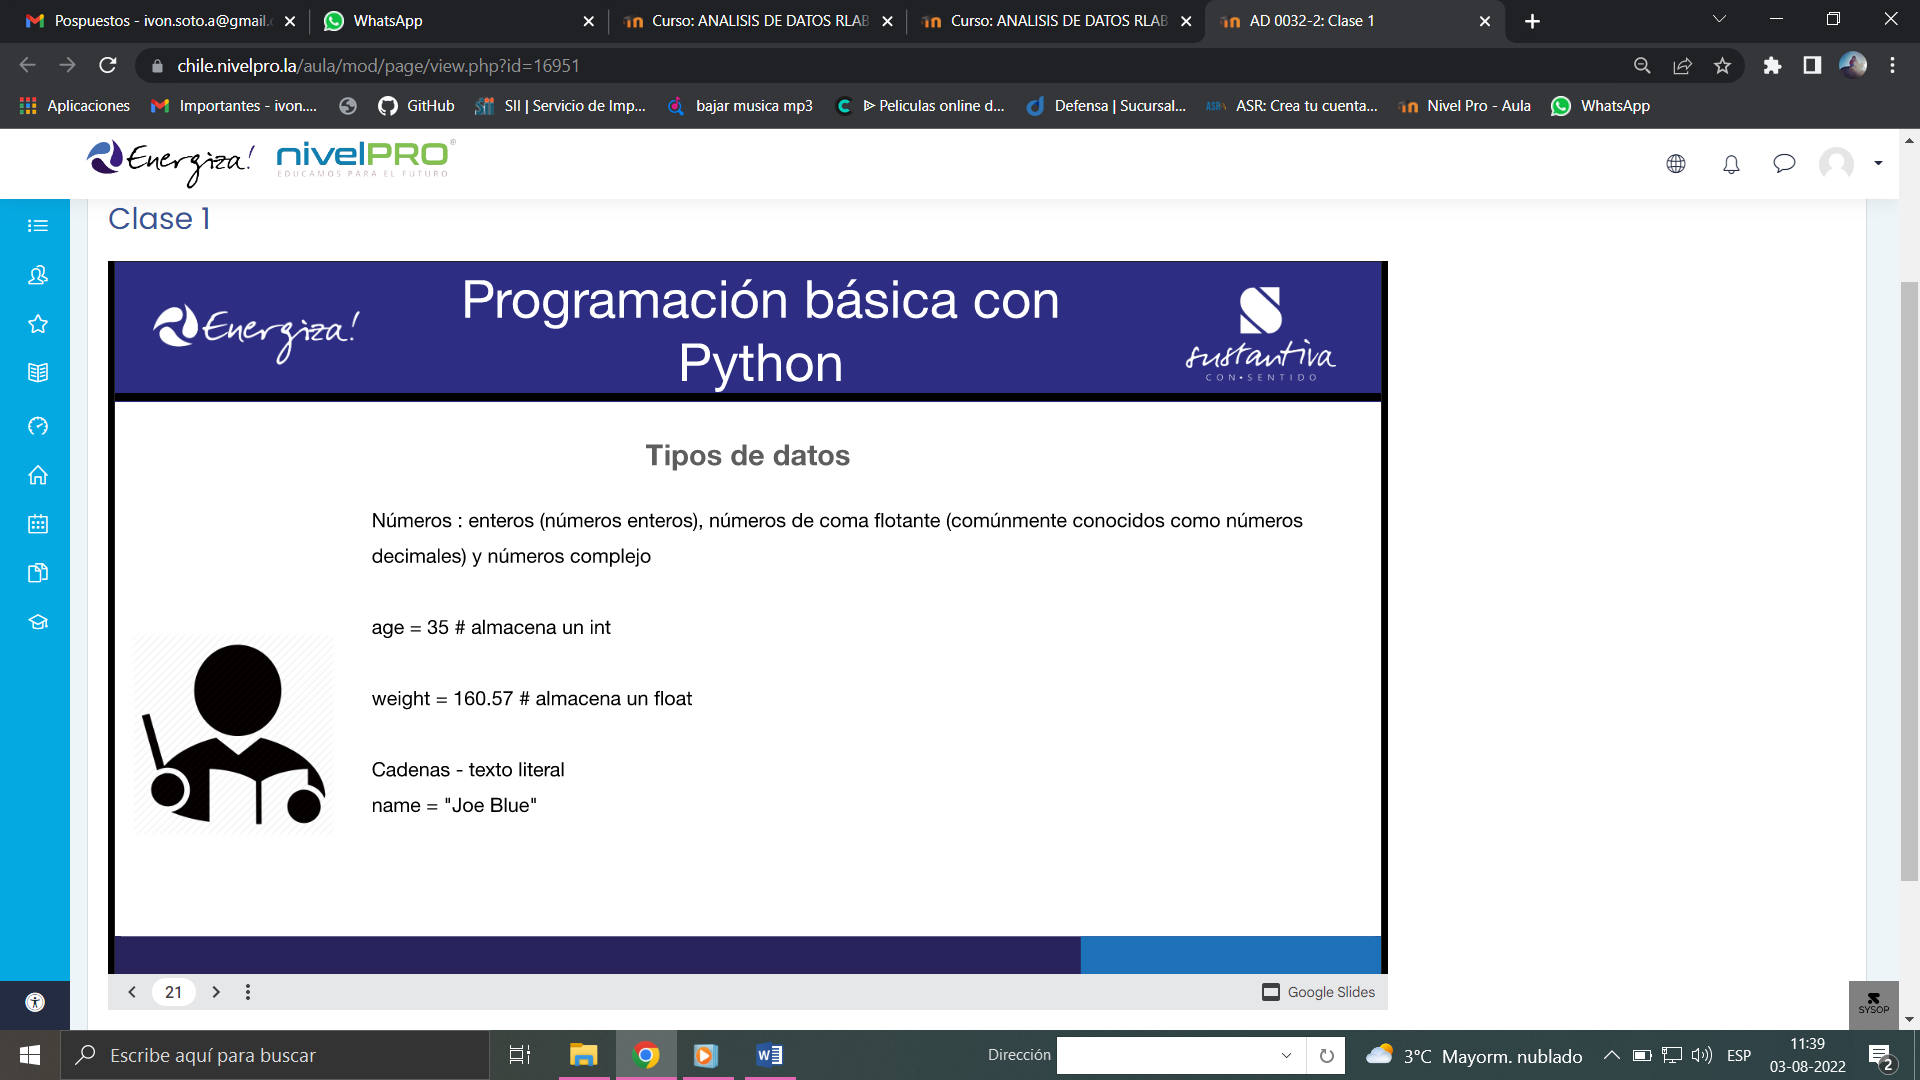 Pospuestos - ivon.soto.a@gmail.
WhatsApp
Curso: ANALISIS DE DATOS RLAB
Curso: ANALISIS DE DATOS RLAB
AD 0032-2: Clase 1
chile.nivelpro.la/aula/mod/page/view.php?id=16951
Aplicaciones
Importantes - ivon....
GitHub
SII | Servicio de Imp...
bajar musica mp3
Peliculas online d...
Defensa | Sucursal...
ASR: Crea tu cuenta...
Nivel Pro - Aula
WhatsApp
Energiza!
nivelPRO
EDUCAMOS PARA EL FUTURO
Clase 1
Energiza!
Programación básica con
Python
sustantiva
CON•SENTIDO
Tipos de datos
Números : enteros (números enteros), números de coma flotante (comúnmente conocidos como números
decimales) y números complejo
age = 35 # almacena un int
weight = 160.57 # almacena un float
Cadenas - texto literal
name = "Joe Blue"
21
Google Slides
SYSOP
Escribe aquí para buscar
Dirección
3°C Mayorm. nublado
ESP
11:39
03-08-2022
2